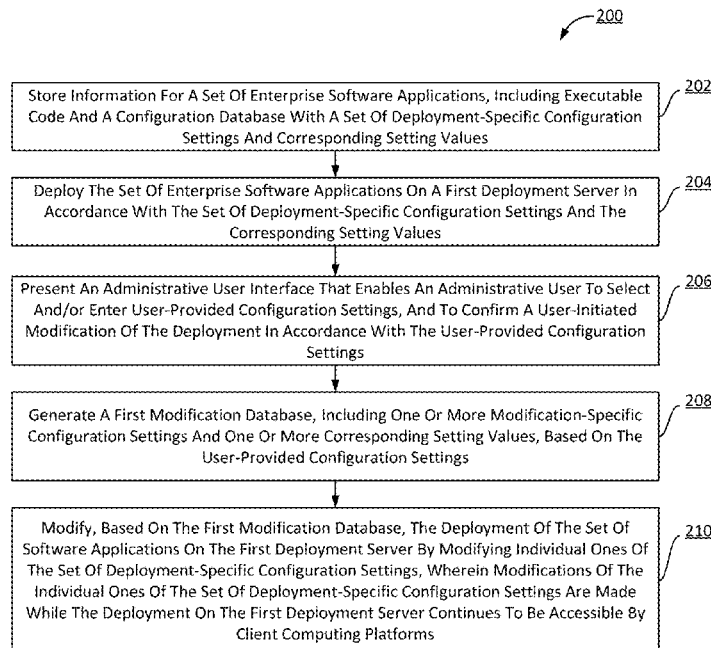 200
202
Store Information For A Set Of Enterprise Software Applications, Including Executable
Code And A Configuration Database With A Set Of Deployment-Specific Configuration
Settings And Corresponding Setting Values
204
Deploy The Set Of Enterprise Software Applications On A First Deployment Server In
Accordance With The Set Of Deployment-Specific Configuration Settings And The
Corresponding Setting Values
206
Present An Administrative User Interface That Enables An Administrative User To Select
And/or Enter User-Provided Configuration Settings, And To Confirm A User-Initiated
Modification Of The Deployment In Accordance With The User-Provided Configuration
Settings
208
Generate A First Modification Database, Including One Or More Modification-Specific
Configuration Settings And One Or More Corresponding Setting Values, Based On The
User-Provided Configuration Settings
210
Modify, Based On The First Modification Database, The Deployment Of The Set Of
Software Applications On The First Deployment Server By Modifying Individual Ones Of
The Set Of Deployment-Specific Configuration Settings, Wherein Modifications Of The
Individual Ones Of The Set Of Deployment-Specific Configuration Settings Are Made
While The Deployment On The First Deployment Server Continues To Be Accessible By
Client Computing Platforms